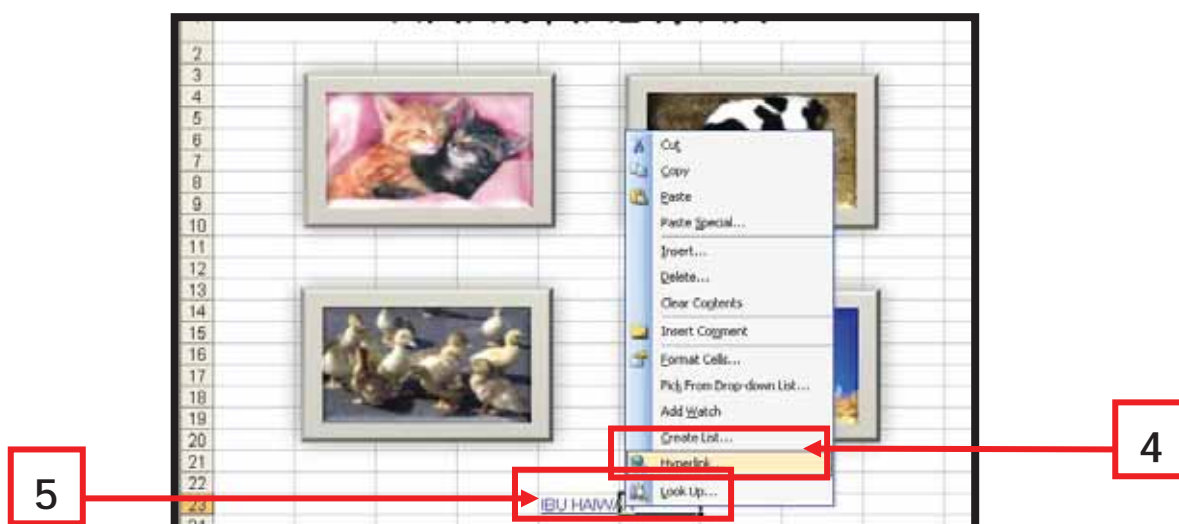 2
3
4
5
6
7
8
9
10
11
12
13
14
15
16
17
18
19
20
21
22
23
Cut
Copy
Paste
Paste Special...
Insert...
Delete...
Clear Contents
Insert Comment
Format Cells...
Pick From Drop-down List...
Add Watch
Create List...
Hyperlink...
Look Up...
IBU HAIWAN
4
5